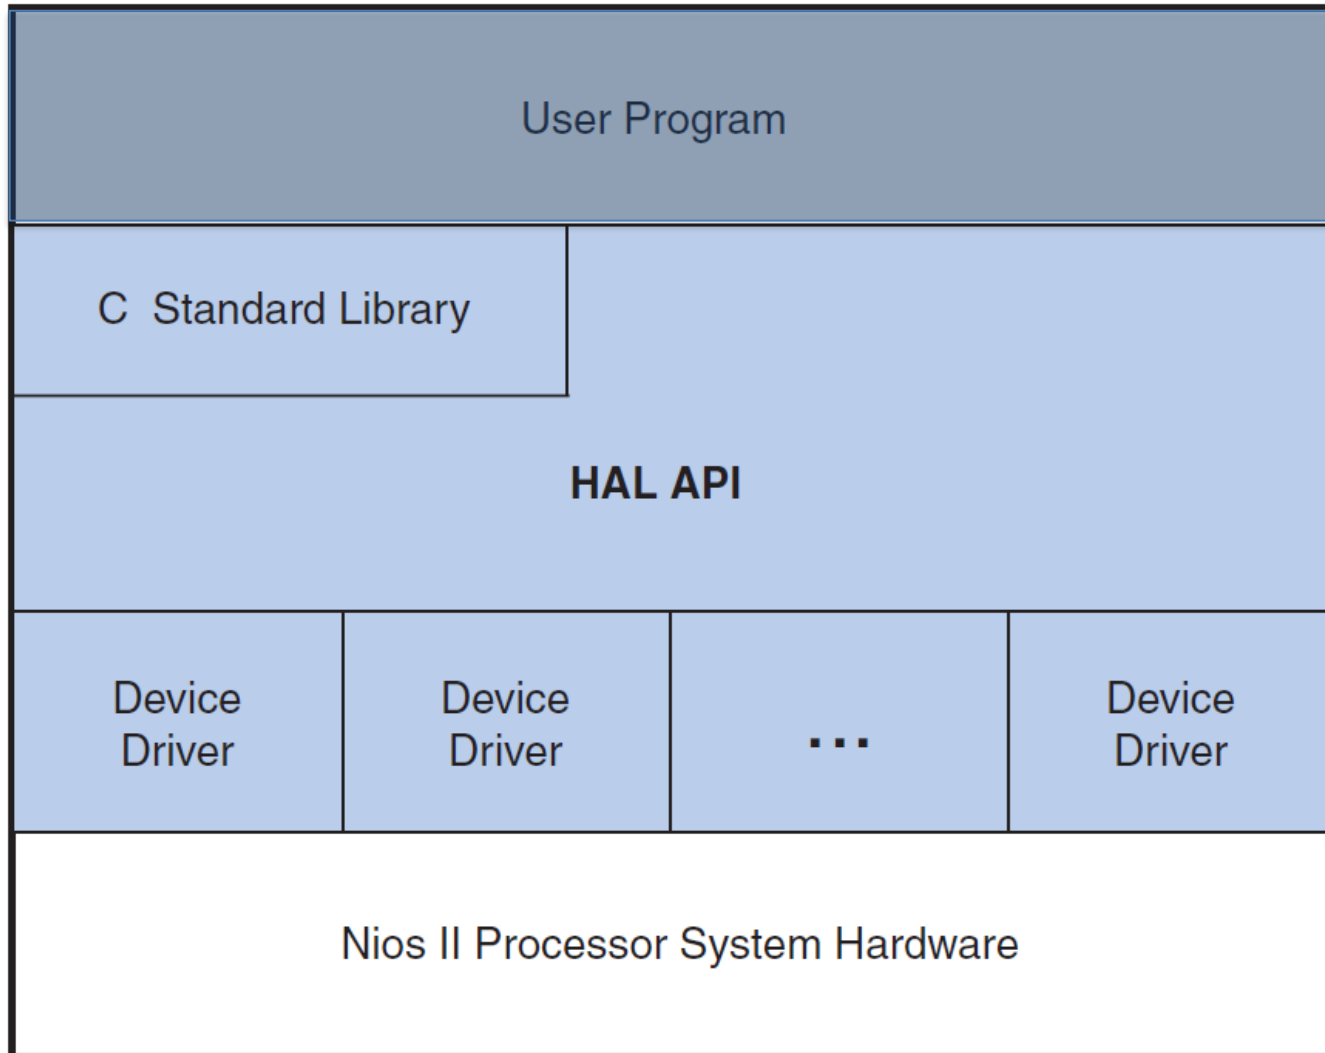 User Program
C Standard Library
HAL API
Device
Driver
Device
Driver
...
Device
Driver
Nios II Processor System Hardware